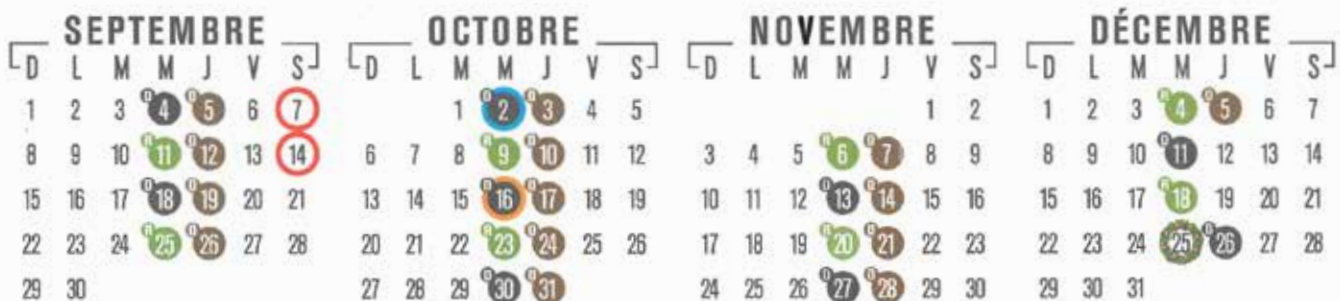 SEPTEMBRE OCTOBRE NOVEMBRE DÉCEMBRE
D L M M J V S D L M M J V S D L M M J V S D L M M J V S
1 2 3 4 5 6 7 1 2 3 4 5 1 2 1 2 3 4 5 6 7
8 9 10 11 12 13 14 6 7 8 9 10 11 12 3 4 5 6 7 8 9 8 9 10 11 12 13 14
15 16 17 18 19 20 21 13 14 15 16 17 18 19 10 11 12 13 14 15 16 15 16 17 18 19 20 21
22 23 24 25 26 27 28 20 21 22 23 24 25 26 17 18 19 20 21 22 23 22 23 24 25 26 27 28
29 30 27 28 29 30 31 24 25 26 27 28 29 30 29 30 31